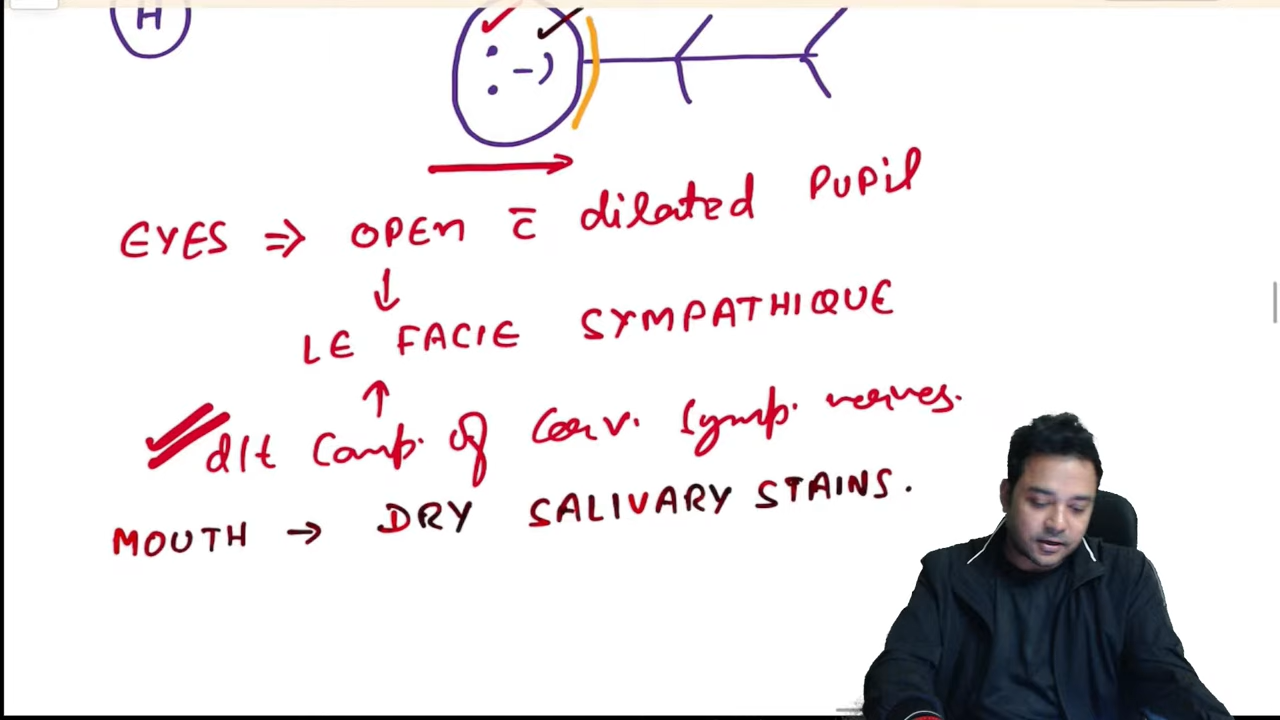 H
EYES ⇒ OPEN c̄ dilated PUPil
↓
LE FACIE SYMPATHIQUE
↑
d/t Comp. of Cerv. Symp. nerves.
MOUTH → DRY SALIVARY STAINS.